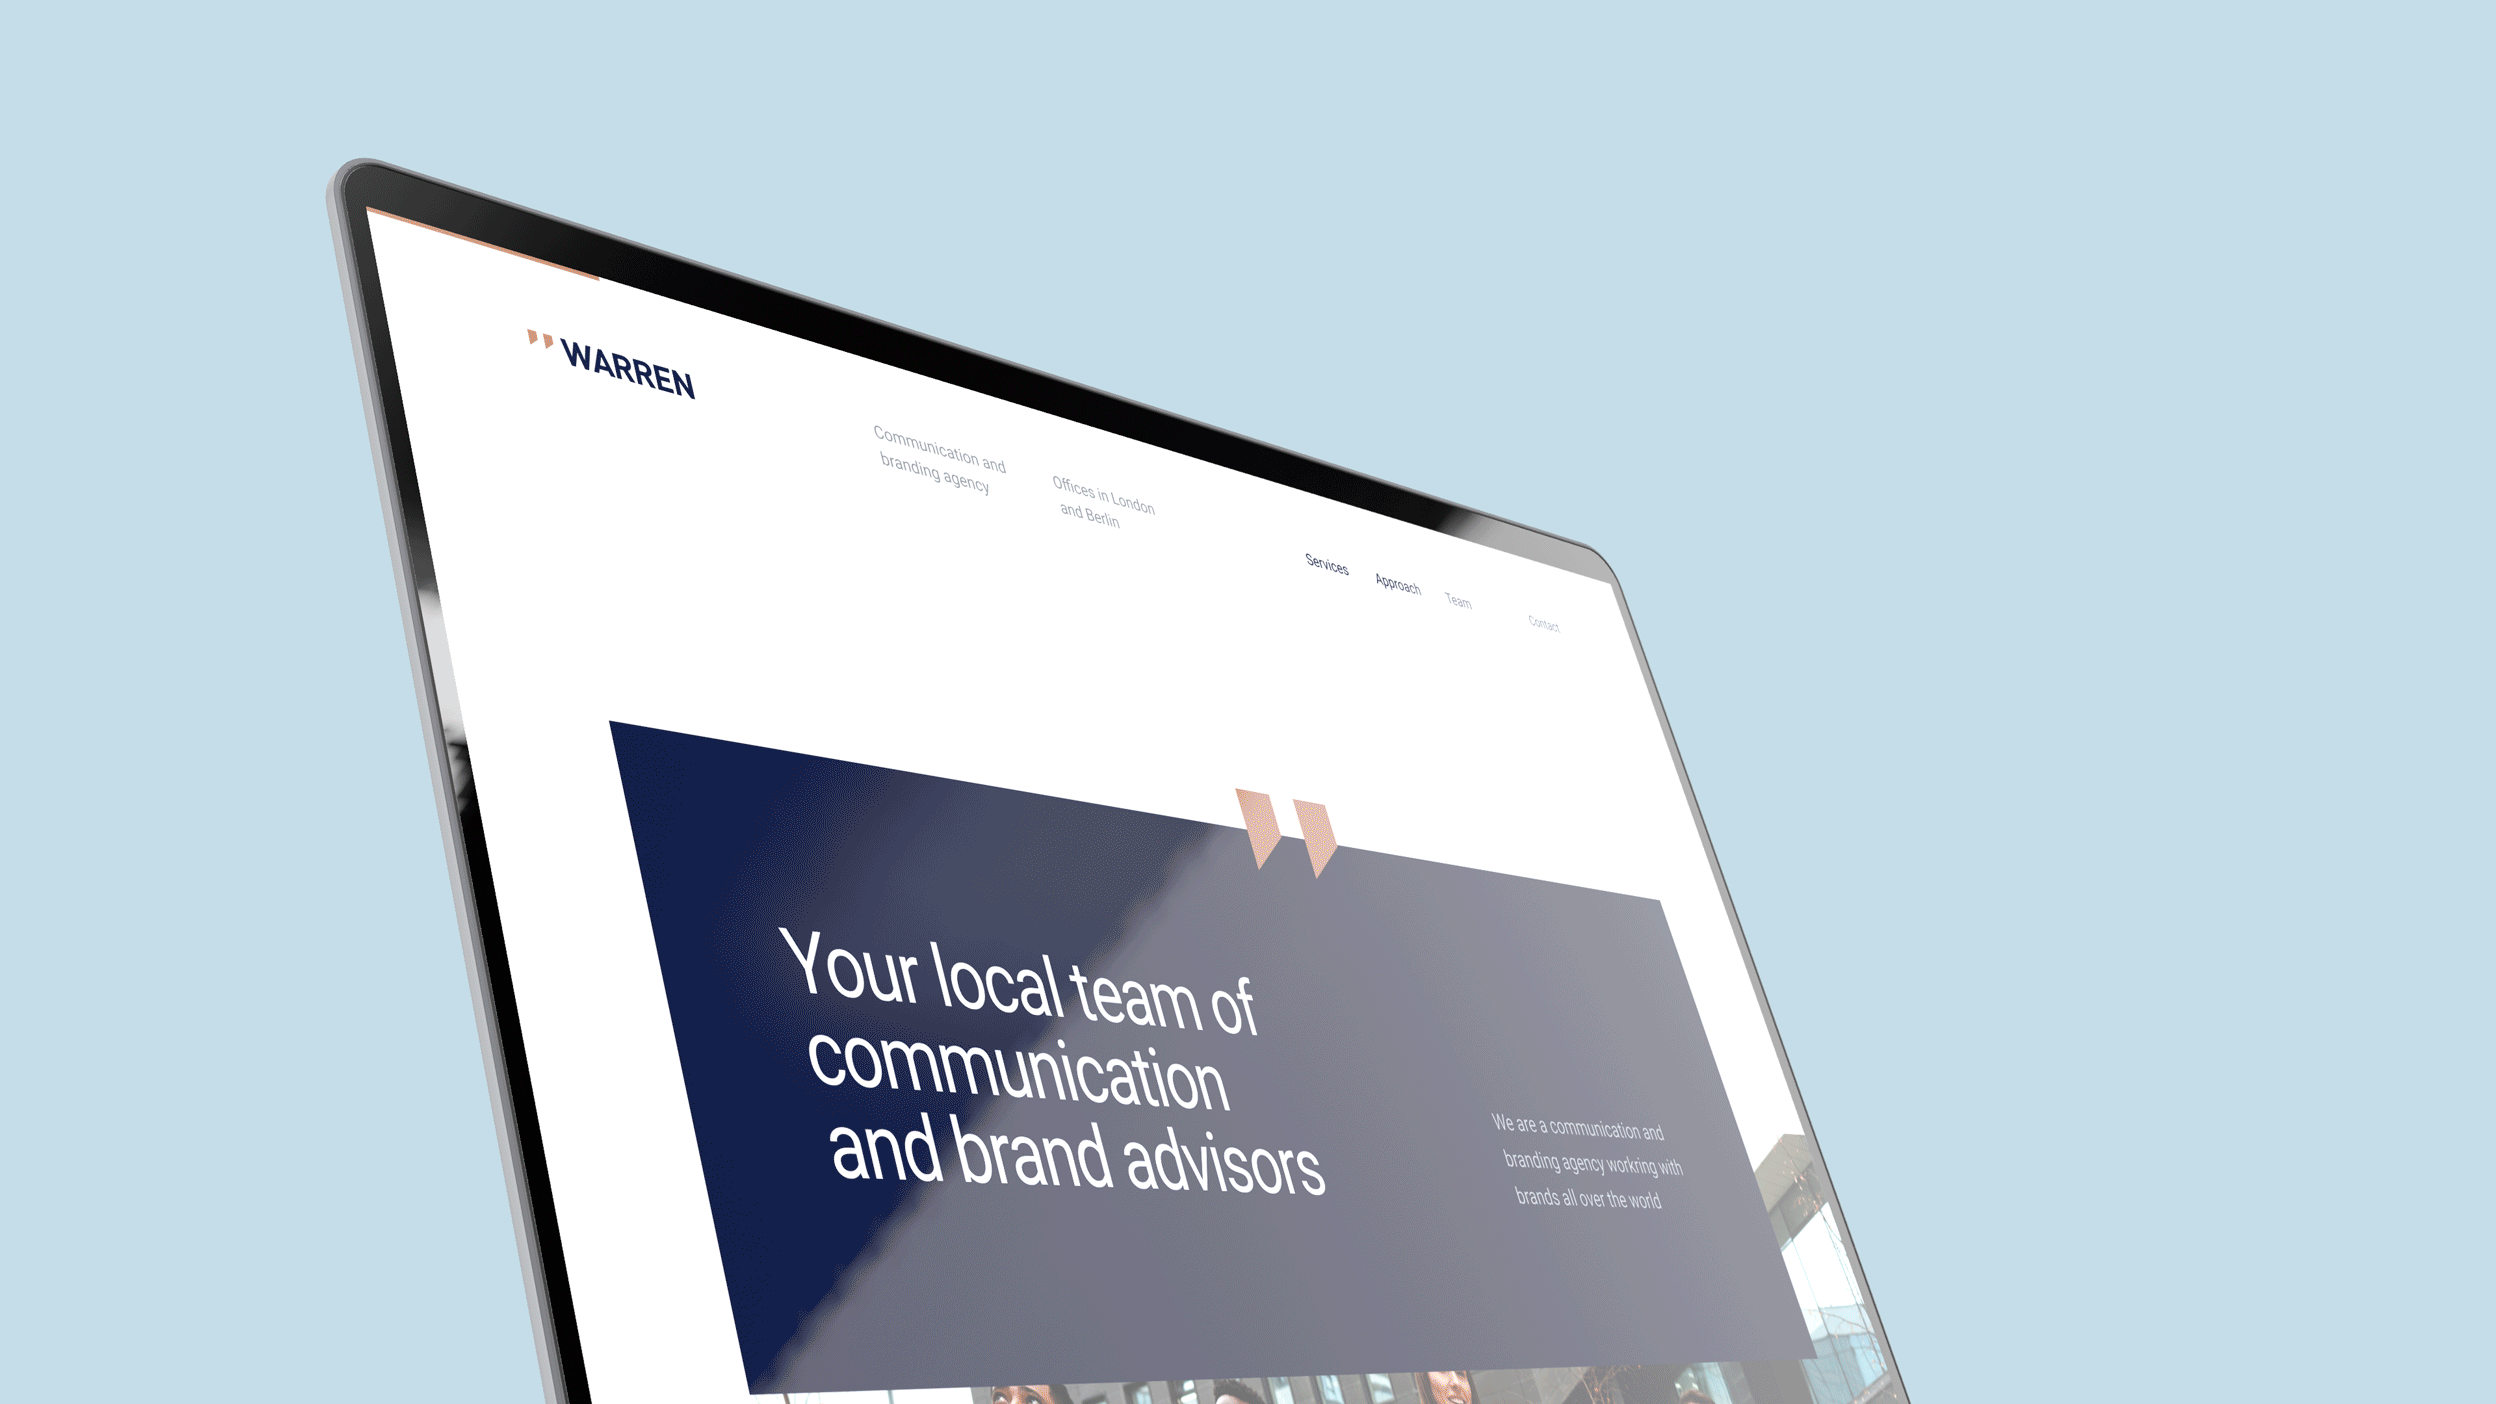 WARREN
Communication and
branding agency
Offices in London
and Berlin
Services
Approach
Team
Contact
Your local team of
communication
and brand advisors
We are a communication and
branding agency workring with
brands all over the world